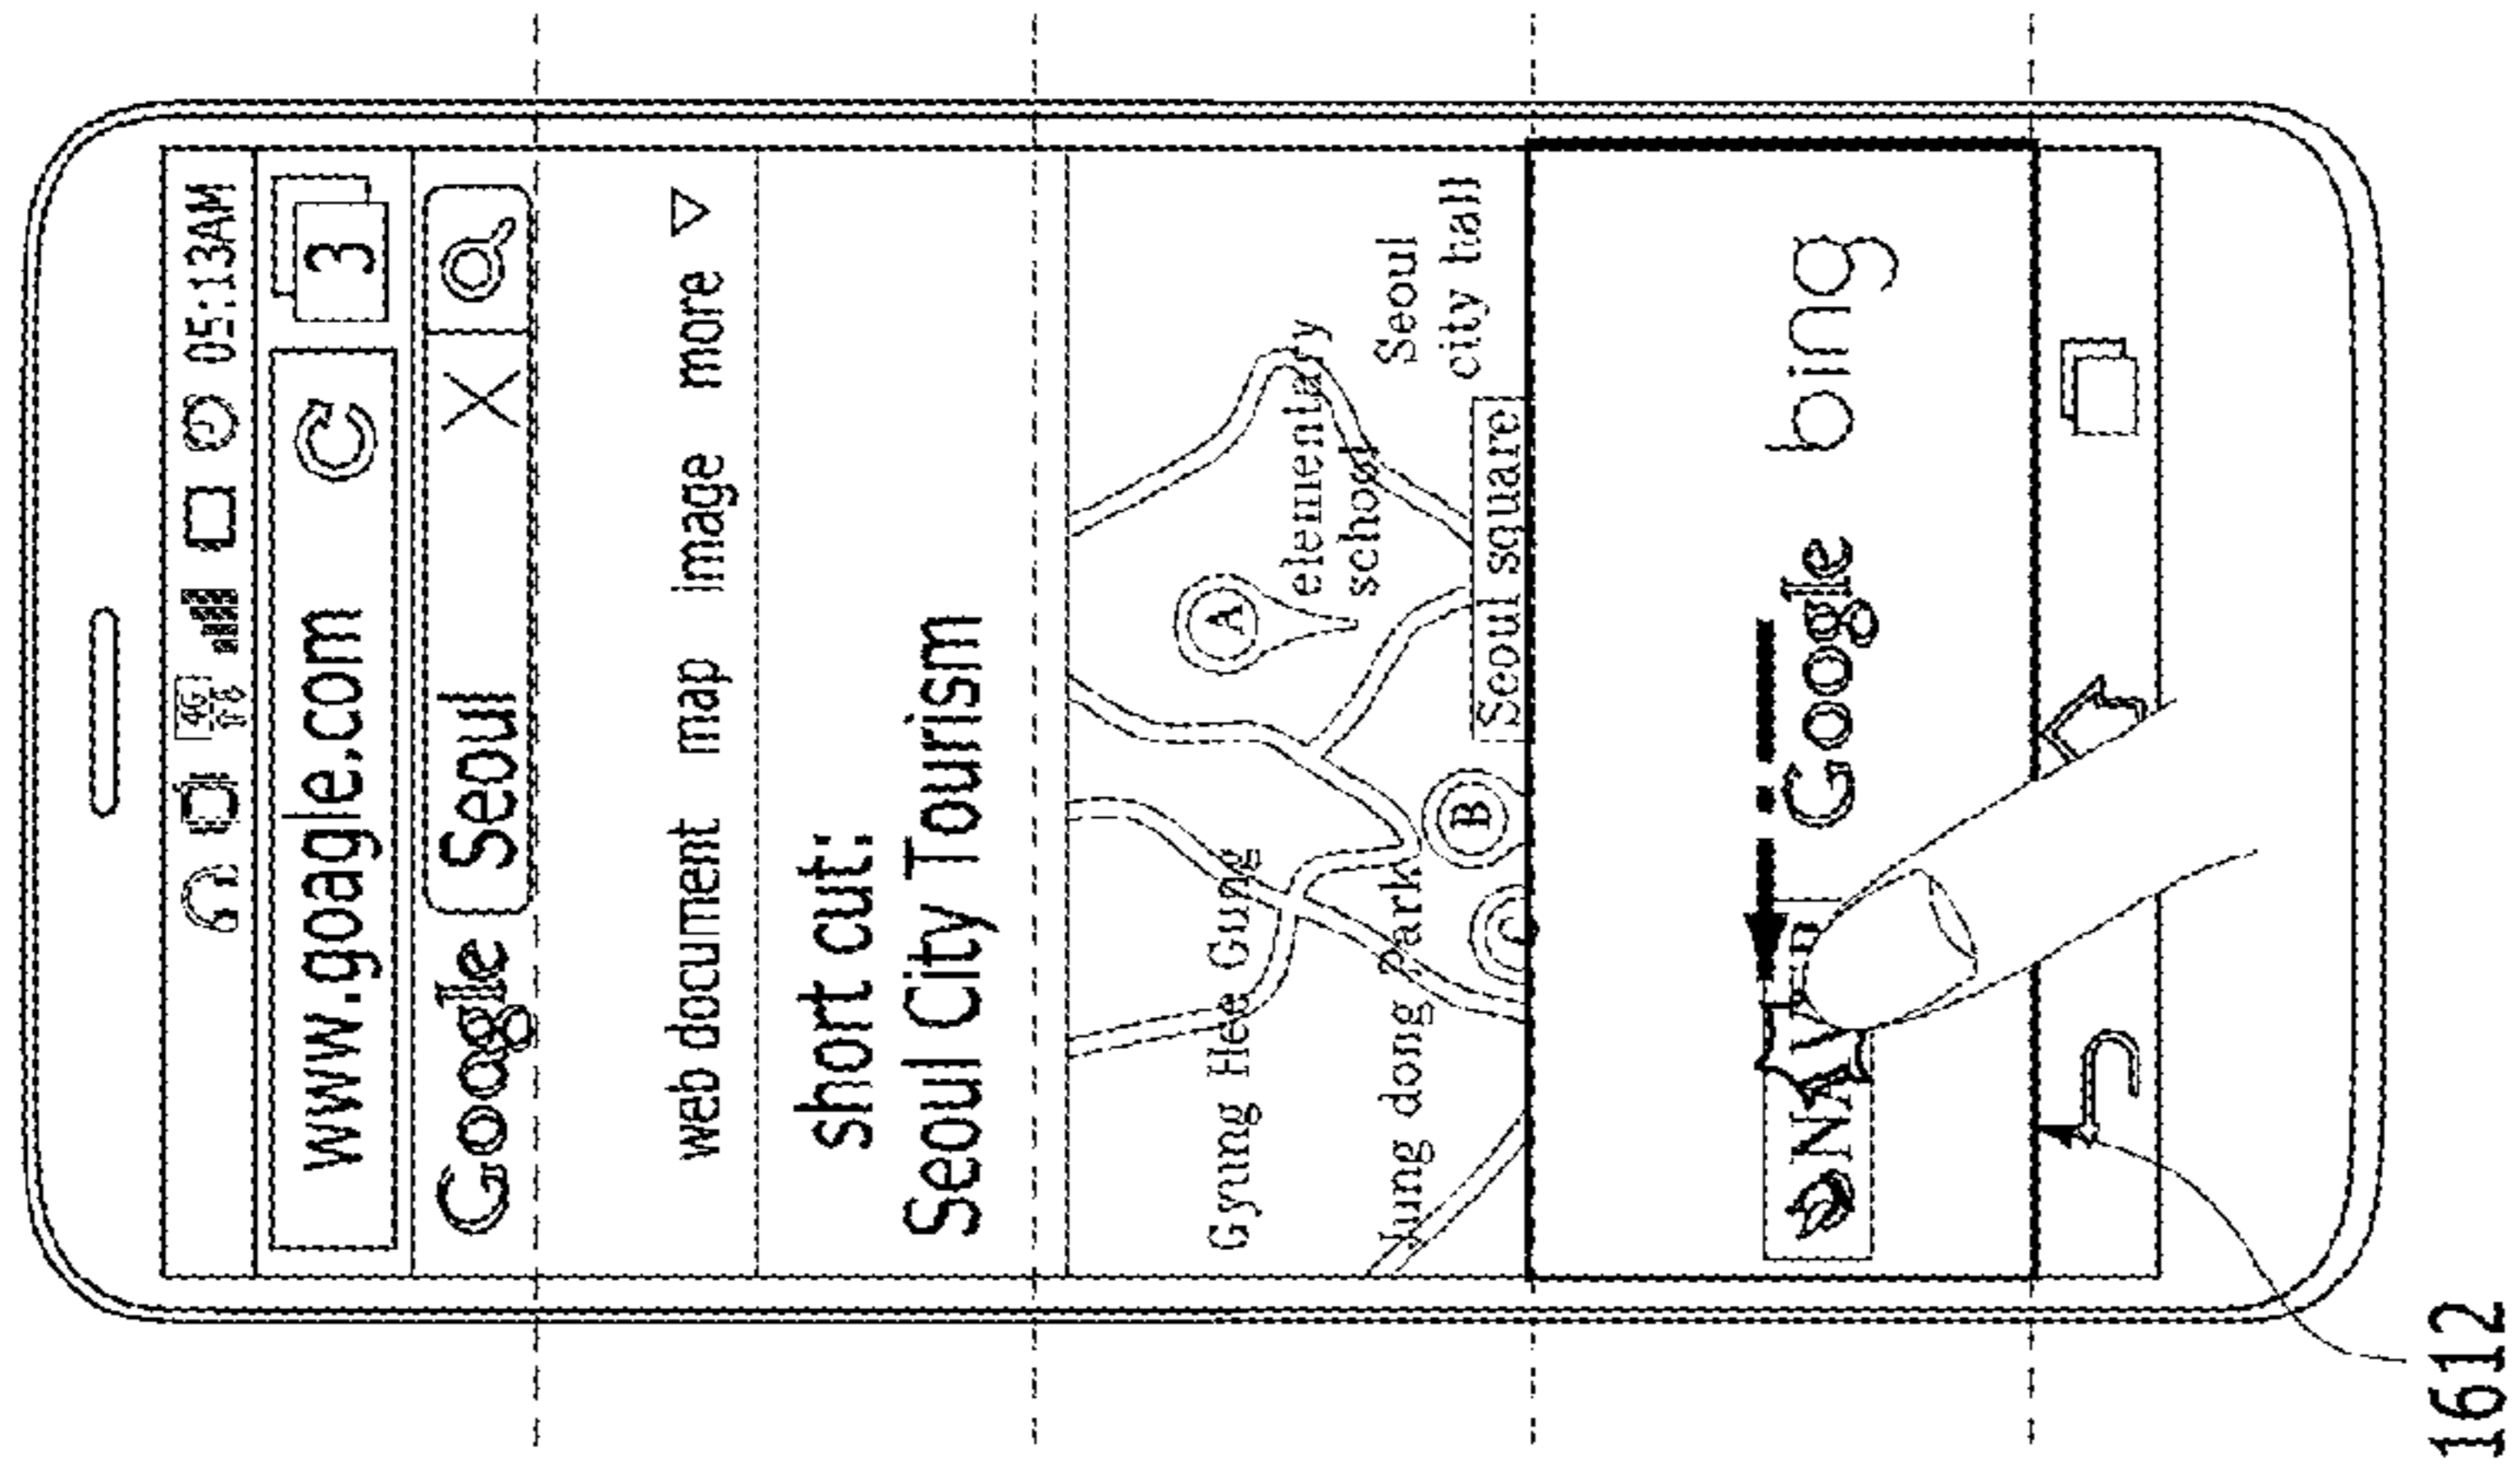 4G 05:13AM
www.goagle.com 3
Google Seoul X
web document map image more
short cut:
Seoul City Tourism
A
elementary
school
Gyung Hee Gung
Seoul
city hall
Jung dong Park
B
Seoul square
Google bing
1612